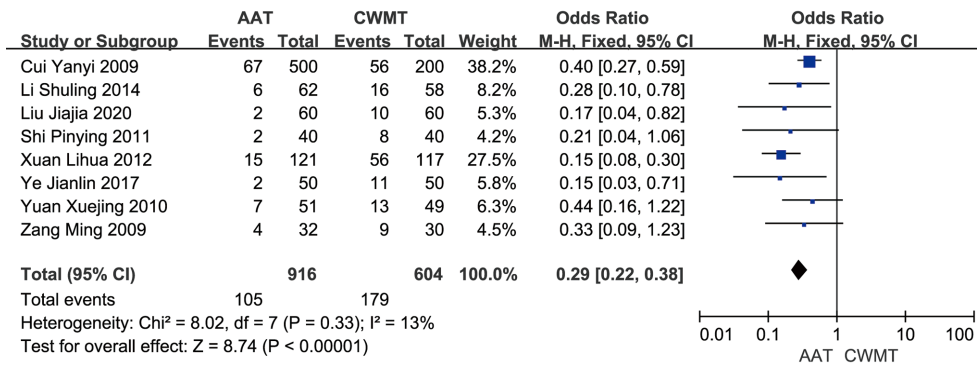 AAT CWMT Odds Ratio Odds Ratio
Study or Subgroup Events Total Events Total Weight M-H, Fixed, 95% CI M-H, Fixed, 95% CI
Cui Yanyi 2009 67 500 56 200 38.2% 0.40 [0.27, 0.59]
Li Shuling 2014 6 62 16 58 8.2% 0.28 [0.10, 0.78]
Liu Jiajia 2020 2 60 10 60 5.3% 0.17 [0.04, 0.82]
Shi Pinying 2011 2 40 8 40 4.2% 0.21 [0.04, 1.06]
Xuan Lihua 2012 15 121 56 117 27.5% 0.15 [0.08, 0.30]
Ye Jianlin 2017 2 50 11 50 5.8% 0.15 [0.03, 0.71]
Yuan Xuejing 2010 7 51 13 49 6.3% 0.44 [0.16, 1.22]
Zang Ming 2009 4 32 9 30 4.5% 0.33 [0.09, 1.23]
Total (95% CI) 916 604 100.0% 0.29 [0.22, 0.38]
Total events 105 179
Heterogeneity: Chi² = 8.02, df = 7 (P = 0.33); I² = 13%
Test for overall effect: Z = 8.74 (P < 0.00001)
0.01 0.1 1 10 100
AAT CWMT